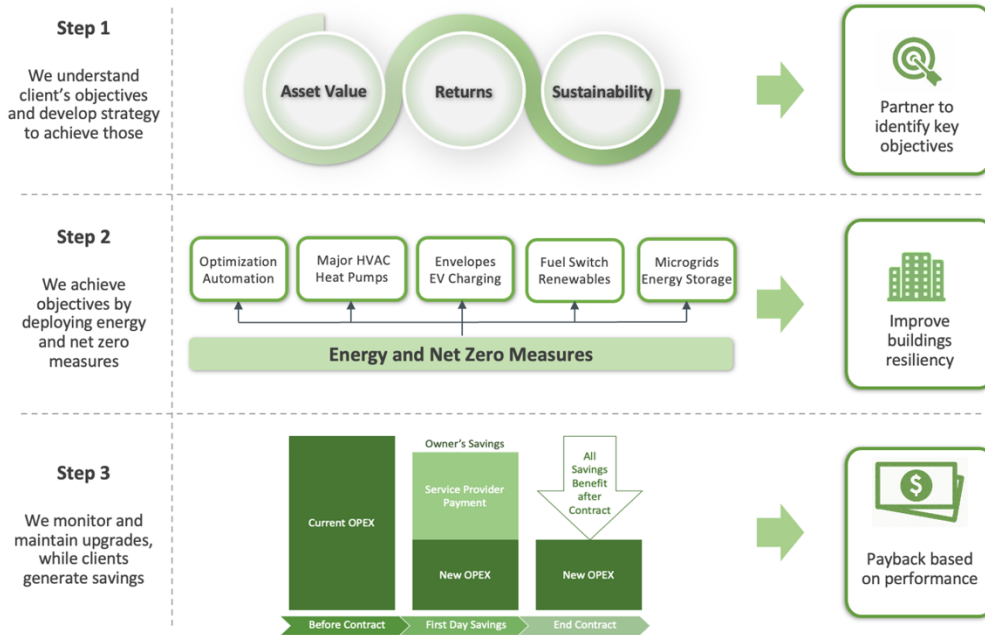 Step 1
We understand
client's objectives
and develop strategy
to achieve those
Asset Value
Returns
Sustainability
Partner to
identify key
objectives
Step 2
We achieve
objectives by
deploying energy
and net zero
measures
Optimization
Automation
Major HVAC
Heat Pumps
Envelopes
EV Charging
Fuel Switch
Renewables
Microgrids
Energy Storage
Energy and Net Zero Measures
Improve
buildings
resiliency
Step 3
We monitor and
maintain upgrades,
while clients
generate savings
Current OPEX
Owner's Savings
Service Provider
Payment
New OPEX
All
Savings
Benefit
after
Contract
New OPEX
Before Contract
First Day Savings
End Contract
$
Payback based
on performance